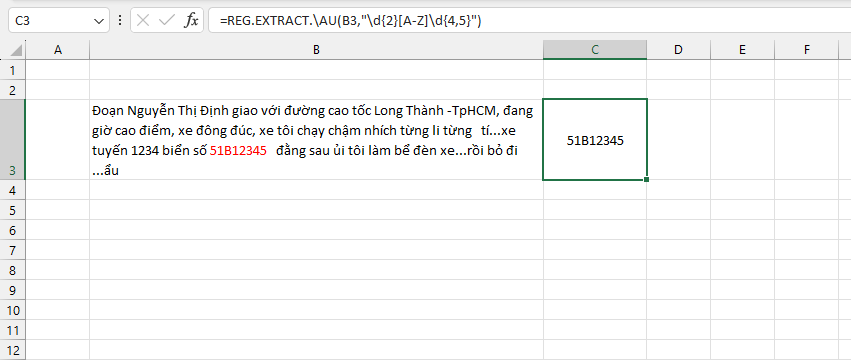 C3 fx =REG.EXTRACT.\AU(B3,"\d{2}[A-Z]\d{4,5}")
A B C D E F
1
2
3
Đoạn Nguyễn Thị Định giao với đường cao tốc Long Thành -TpHCM, đang
giờ cao điểm, xe đông đúc, xe tôi chạy chậm nhích từng li từng tí...xe
tuyến 1234 biển số 51B12345 đằng sau ủi tôi làm bể đèn xe...rồi bỏ đi
...ẩu
51B12345
4
5
6
7
8
9
10
11
12